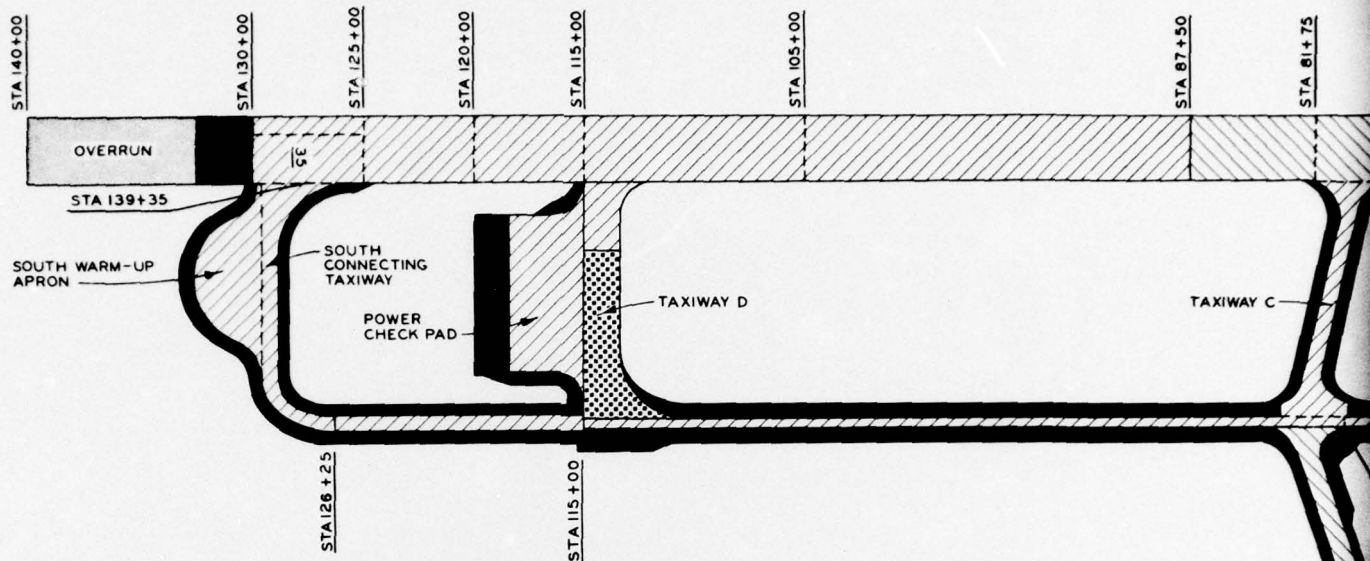 STA 140+00
STA 130+00
STA 125+00
STA 120+00
STA 115+00
STA 105+00
STA 87+50
STA 81+75
OVERRUN
35
STA 139+35
SOUTH WARM-UP
APRON
SOUTH
CONNECTING
TAXIWAY
POWER
CHECK PAD
TAXIWAY D
TAXIWAY C
STA 126+25
STA 115+00